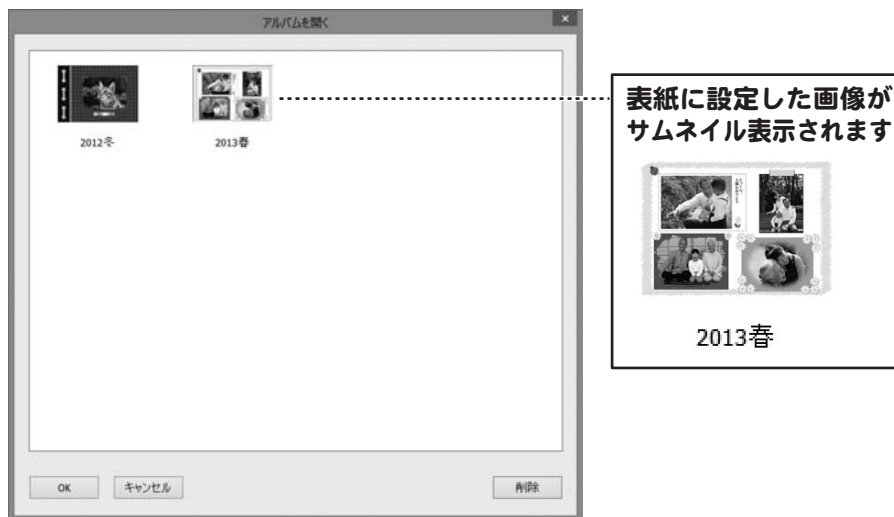 アルバムを開く
×
2012冬
2013春
OK
キャンセル
削除
表紙に設定した画像が
サムネイル表示されます
2013春